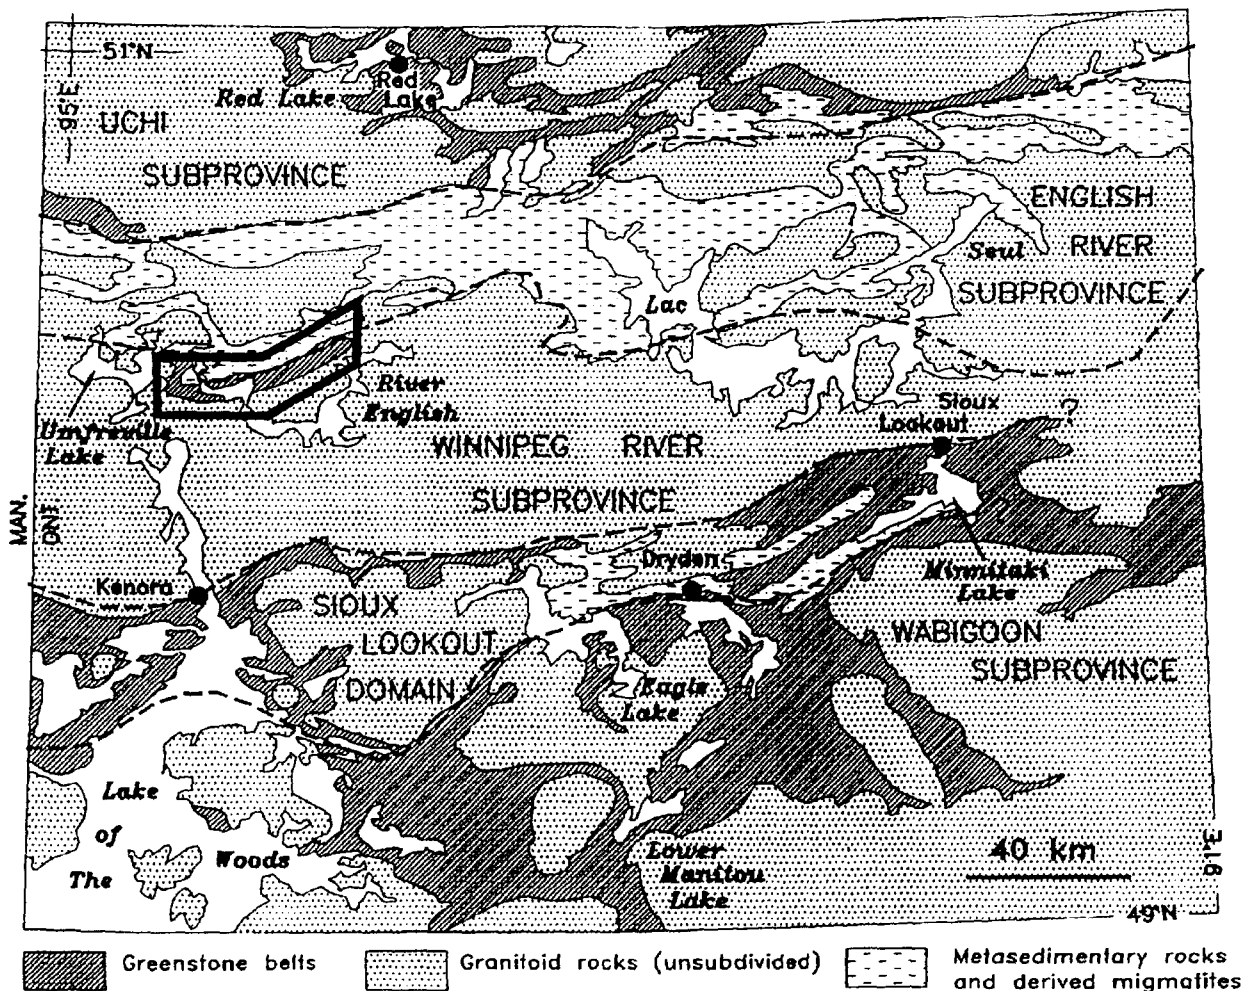 51°N
95°E
Red Lake
Red
Lake
UCHI
SUBPROVINCE
ENGLISH
RIVER
SUBPROVINCE
Seul
Lac
River
English
Umfreville
Lake
WINNIPEG RIVER
SUBPROVINCE
Sioux
Lookout
?
MAN.
ONT.
Kenora
Dryden
Minnitaki
Lake
SIOUX
LOOKOUT
DOMAIN
WABIGOON
SUBPROVINCE
Eagle
Lake
Lake
of
The
Woods
Lower
Manitou
Lake
40 km
91°E
49°N
Greenstone belts
Granitoid rocks (unsubdivided)
Metasedimentary rocks
and derived migmatites